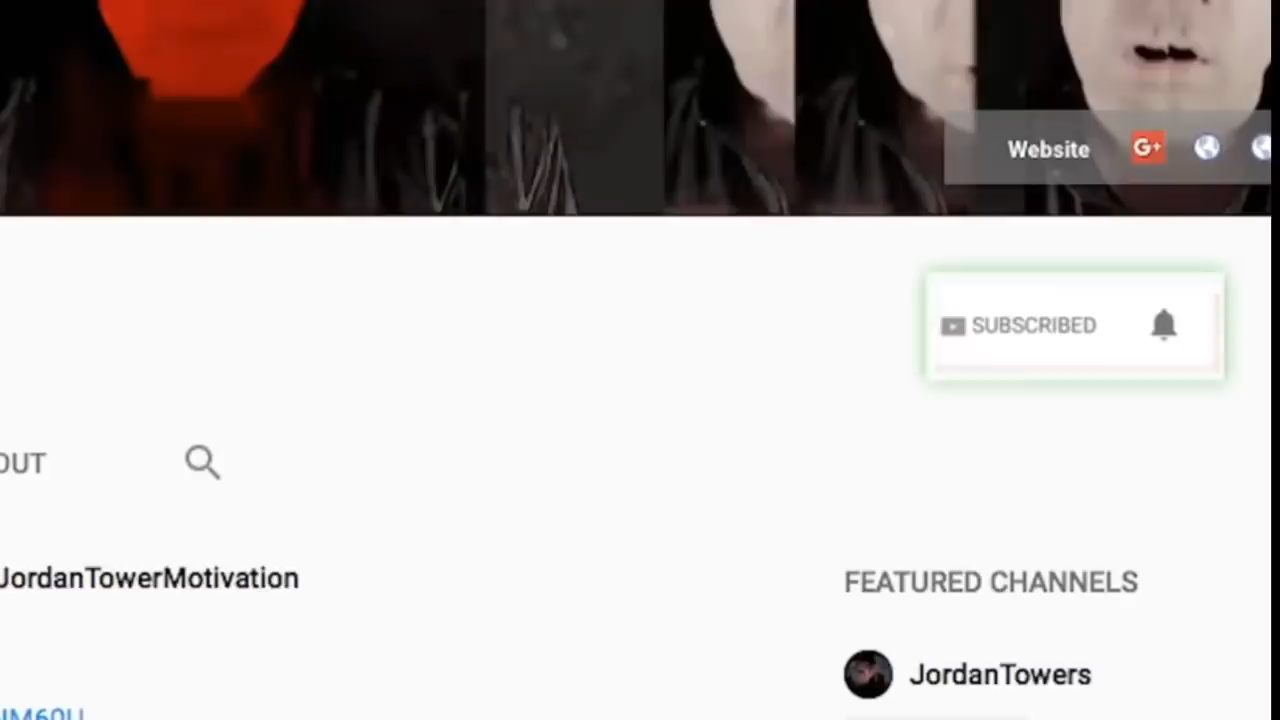 Website G+
SUBSCRIBED
OUT
JordanTowerMotivation
FEATURED CHANNELS
JordanTowers